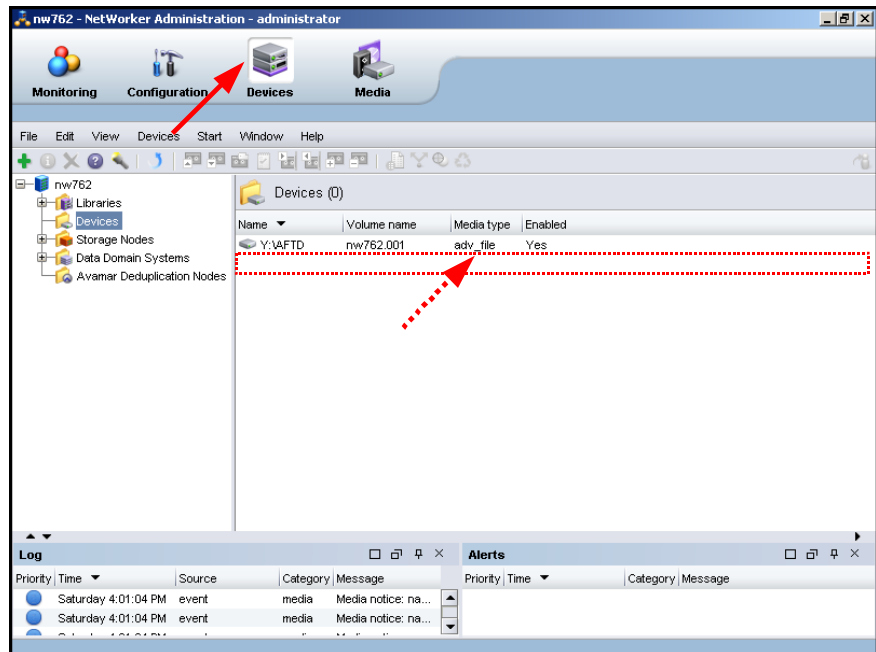 nw762 - NetWorker Administration - administrator
Monitoring Configuration Devices Media
File Edit View Devices Start Window Help
nw762
Libraries
Devices
Storage Nodes
Data Domain Systems
Avamar Deduplication Nodes
Devices (0)
Name Volume name Media type Enabled
Y:\AFTD nw762.001 adv_file Yes
Log
Priority Time Source Category Message
Saturday 4:01:04 PM event media Media notice: na...
Saturday 4:01:04 PM event media Media notice: na...
Alerts
Priority Time Category Message